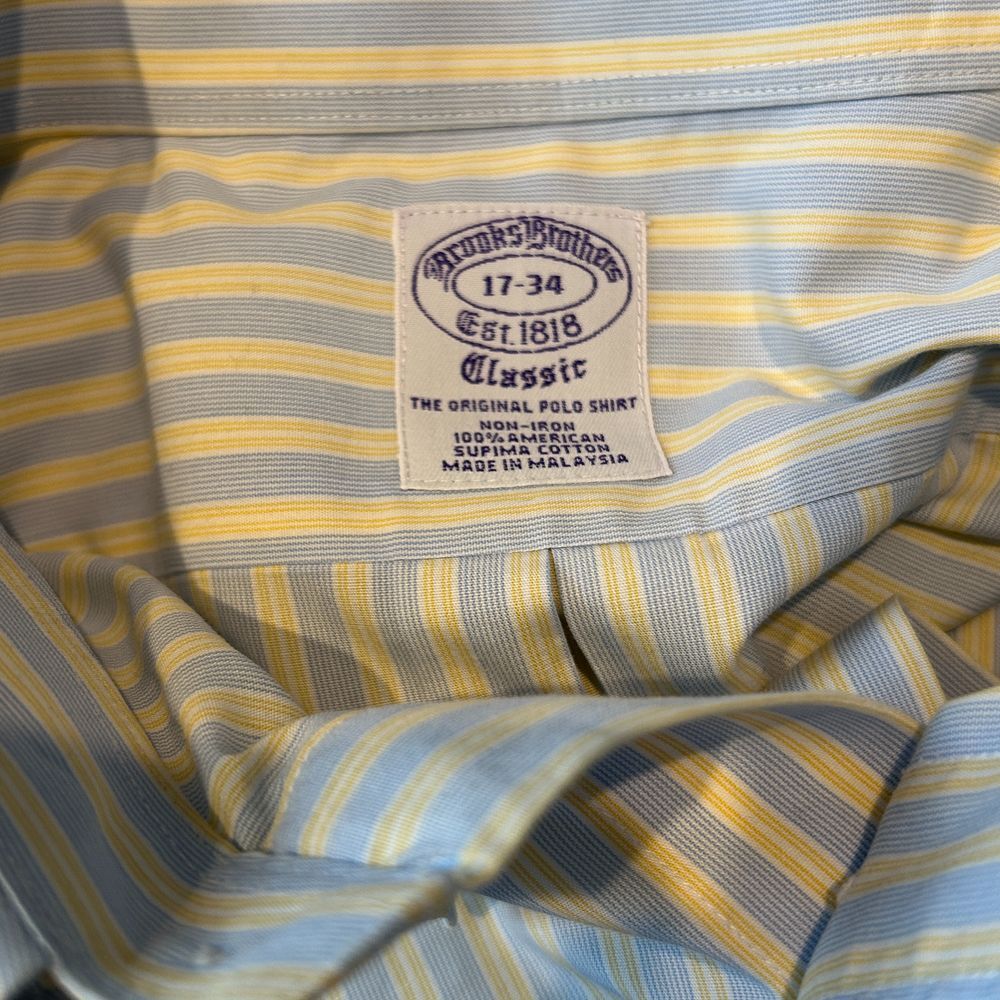 Brooks Brothers
17-34
Est. 1818
Classic
THE ORIGINAL POLO SHIRT
NON-IRON
100% AMERICAN
SUPIMA COTTON
MADE IN MALAYSIA